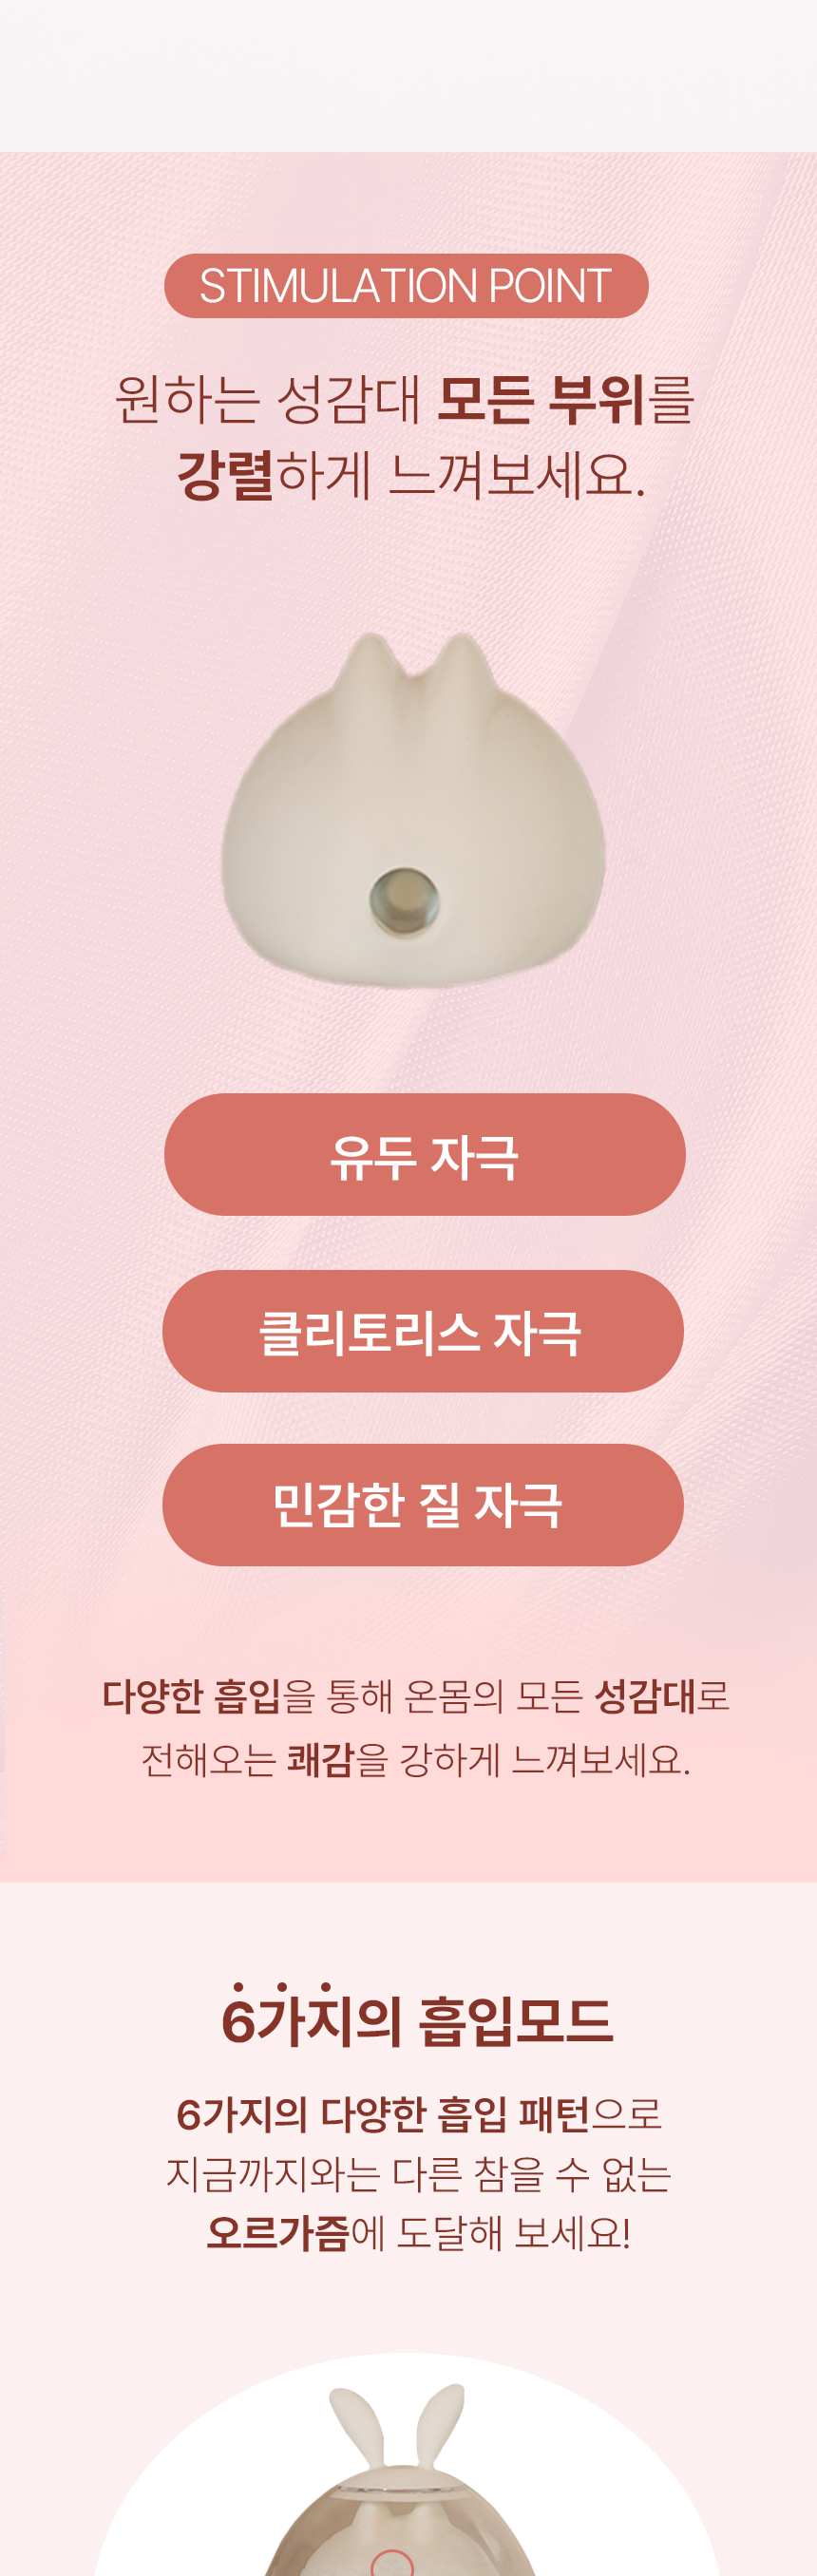 STIMULATION POINT
원하는 성감대 모든 부위를
강렬하게 느껴보세요.
유두 자극
클리토리스 자극
민감한 질 자극
다양한 흡입을 통해 온몸의 모든 성감대로
전해오는 쾌감을 강하게 느껴보세요.
6가지의 흡입모드
6가지의 다양한 흡입 패턴으로
지금까지와는 다른 참을 수 없는
오르가즘에 도달해 보세요!